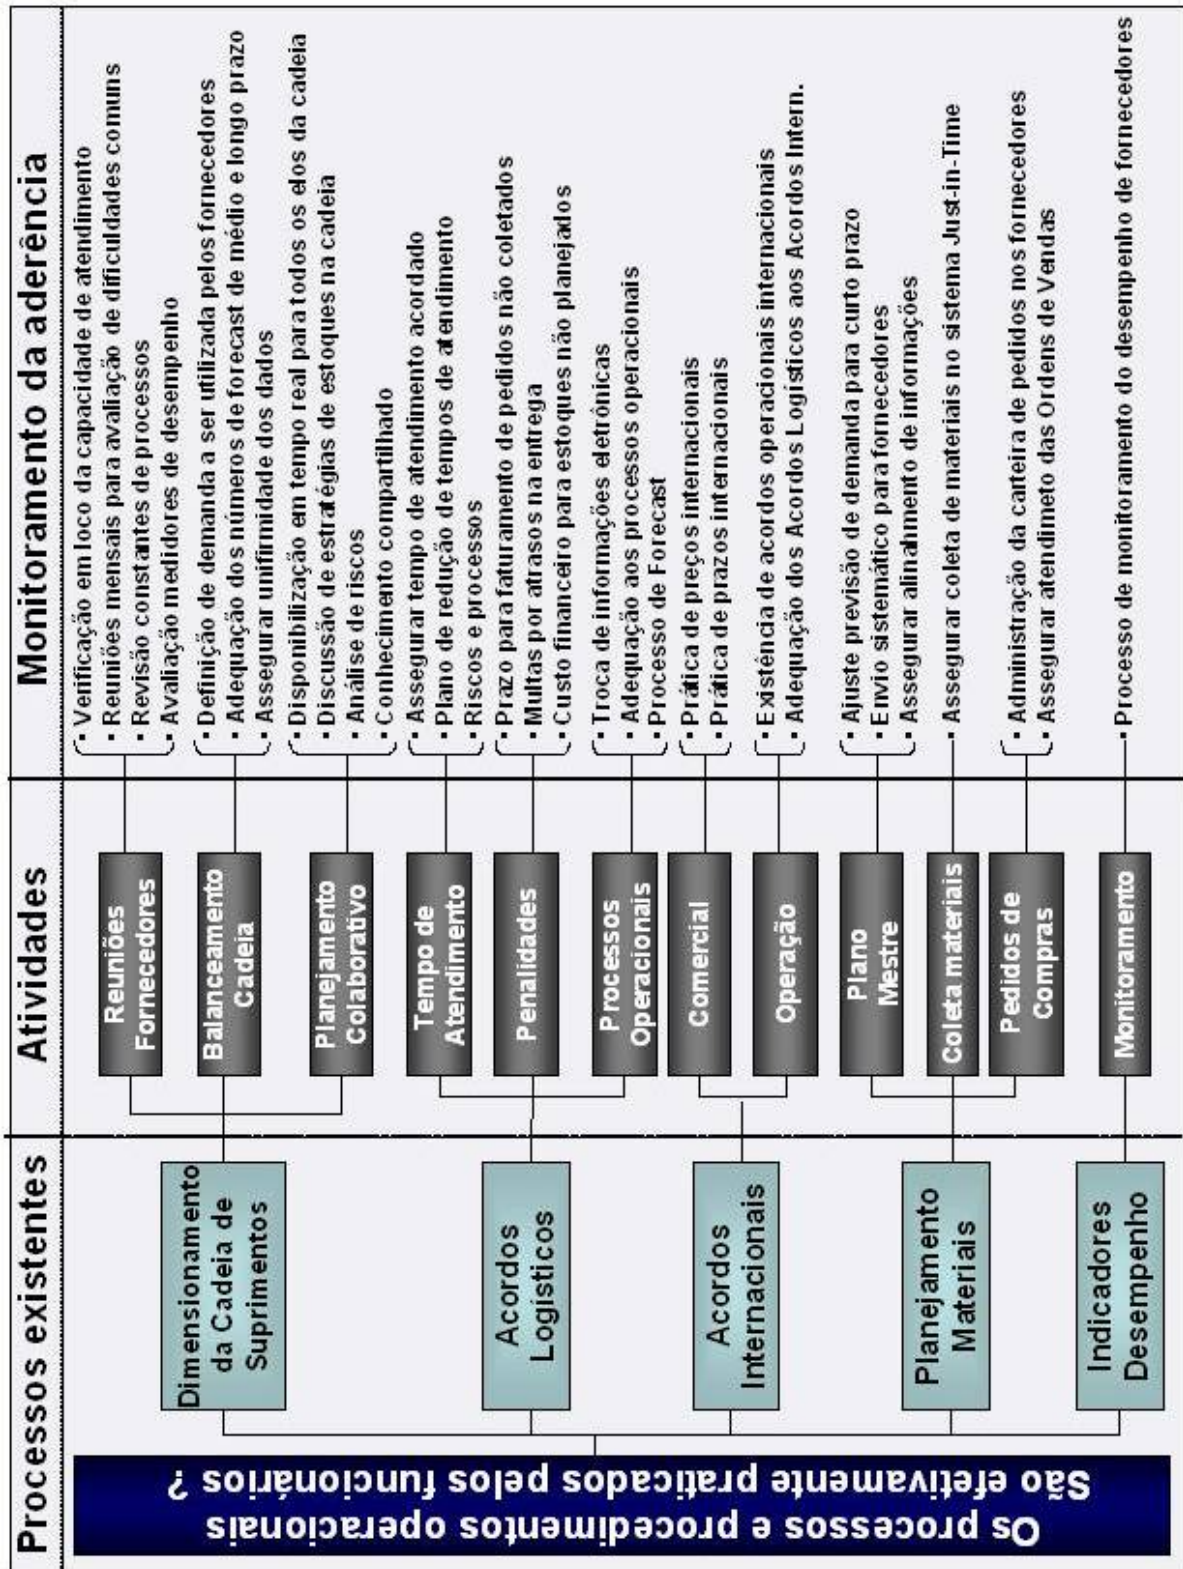 Processos existentes
Atividades
Monitoramento da aderência
Os processos e procedimentos operacionais
São efetivamente praticados pelos funcionários ?
Dimensionamento
da Cadeia de
Suprimentos
Reuniões
Fornecedores
▪ Verificação em loco da capacidade de atendimento
▪ Reuniões mensais para avaliação de dificuldades comuns
▪ Revisão constantes de processos
▪ Avaliação medidores de desempenho
Balanceamento
Cadeia
▪ Definição de demanda a ser utilizada pelos fornecedores
▪ Adequação dos números de forecast de médio e longo prazo
▪ Assegurar unifirmidade dos dados
Planejamento
Colaborativo
▪ Disponibilização em tempo real para todos os elos da cadeia
▪ Discussão de estratégias de estoques na cadeia
▪ Análise de riscos
▪ Conhecimento compartilhado
Acordos
Logísticos
Tempo de
Atendimento
▪ Assegurar tempo de atendimento acordado
▪ Plano de redução de tempos de atendimento
▪ Riscos e processos
Penalidades
▪ Prazo para faturamento de pedidos não coletados
▪ Multas por atrasos na entrega
▪ Custo financeiro para estoques não planejados
Processos
Operacionais
▪ Troca de informações eletrônicas
▪ Adequação aos processos operacionais
▪ Processo de Forecast
Acordos
Internacionais
Comercial
▪ Prática de preços internacionais
▪ Prática de prazos internacionais
Operação
▪ Existência de acordos operacionais internacionais
▪ Adequação dos Acordos Logísticos aos Acordos Intern.
Planejamento
Materiais
Plano
Mestre
▪ Ajuste previsão de demanda para curto prazo
▪ Envio sistemático para fornecedores
▪ Assegurar alinahmento de informações
Coleta materiais
▪ Assegurar coleta de materiais no sistema Just-in-Time
Pedidos de
Compras
▪ Administração da carteira de pedidos nos fornecedores
▪ Assegurar atendimeto das Ordens de Vendas
Indicadores
Desempenho
Monitoramento
▪ Processo de monitoramento do desempenho de fornecedores